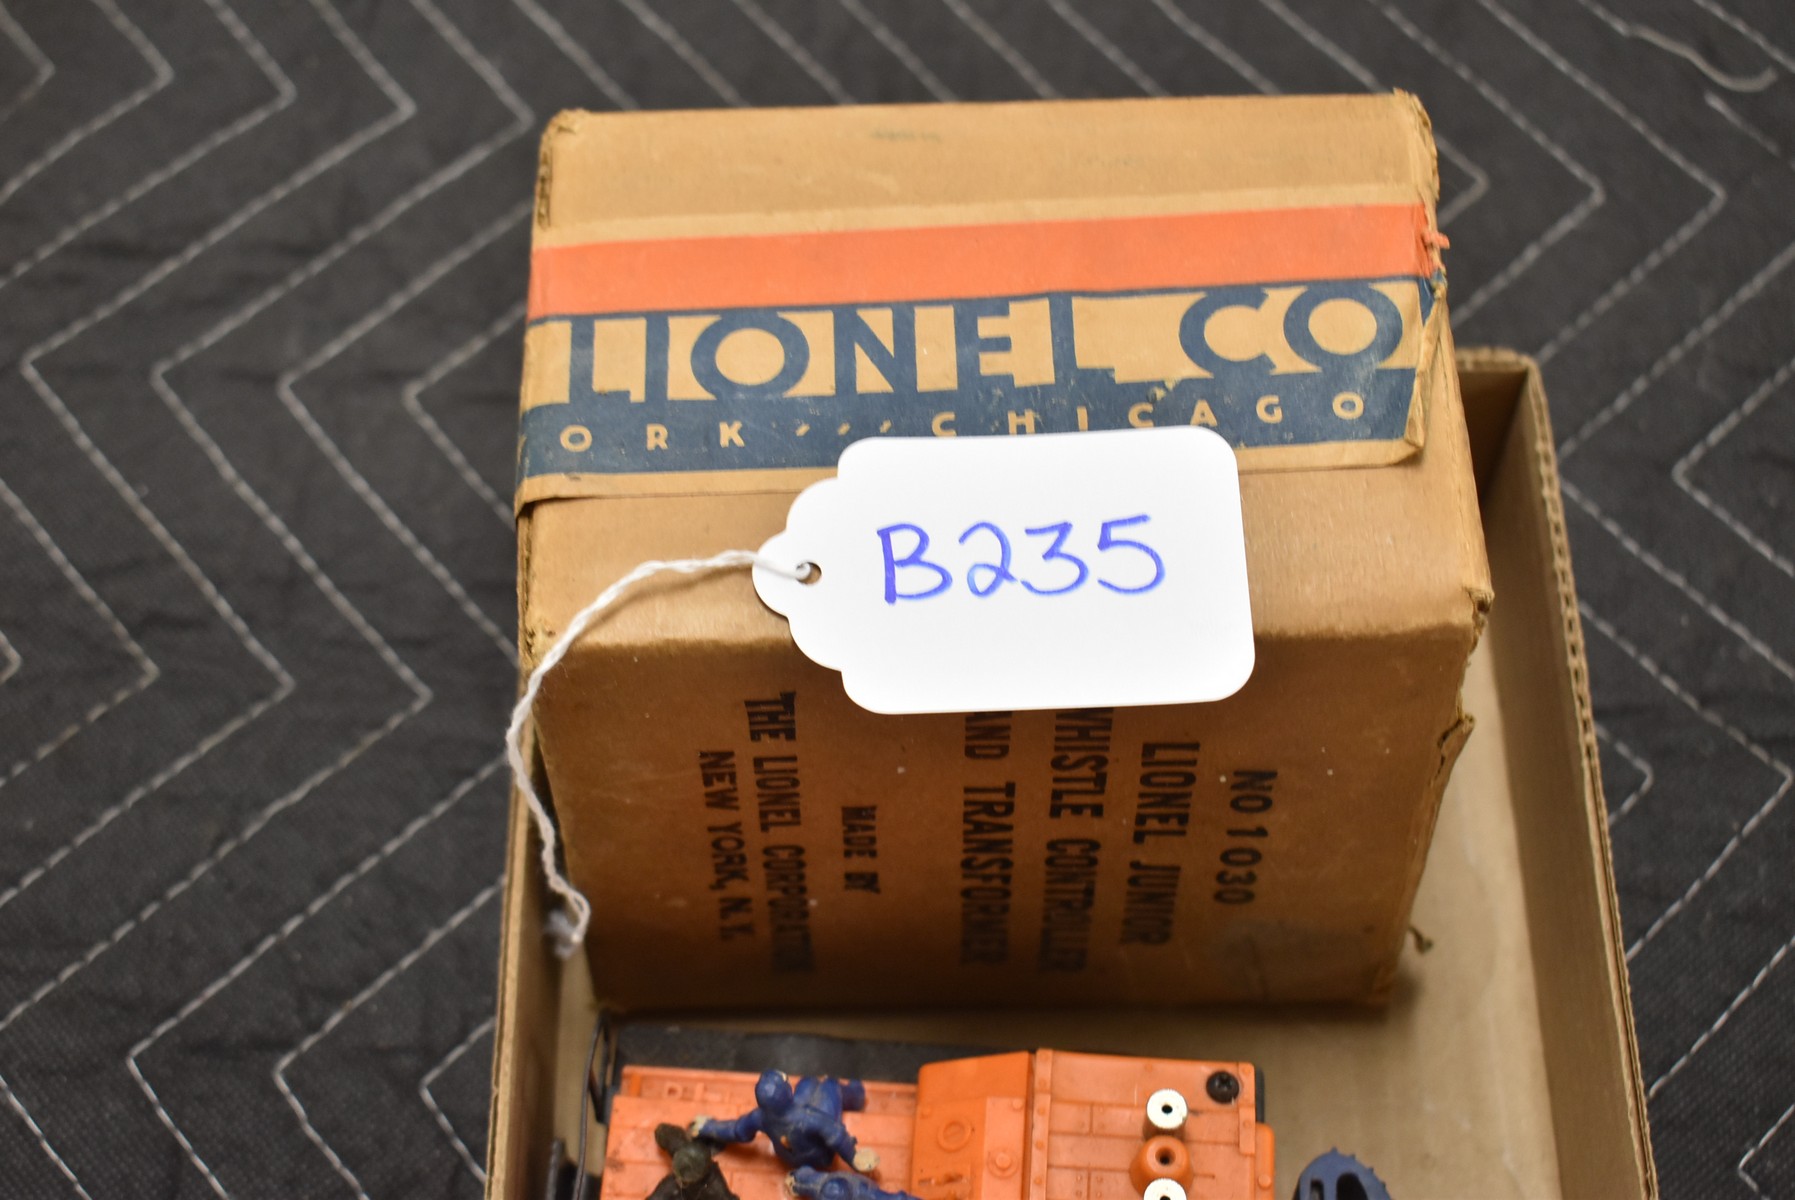 LIONEL CO
ORK CHICAGO
B235
NO 1030
LIONEL JUNIOR
WHISTLE CONTROLLER
AND TRANSFORMER
MADE BY
THE LIONEL CORPORATION
NEW YORK, N.Y.